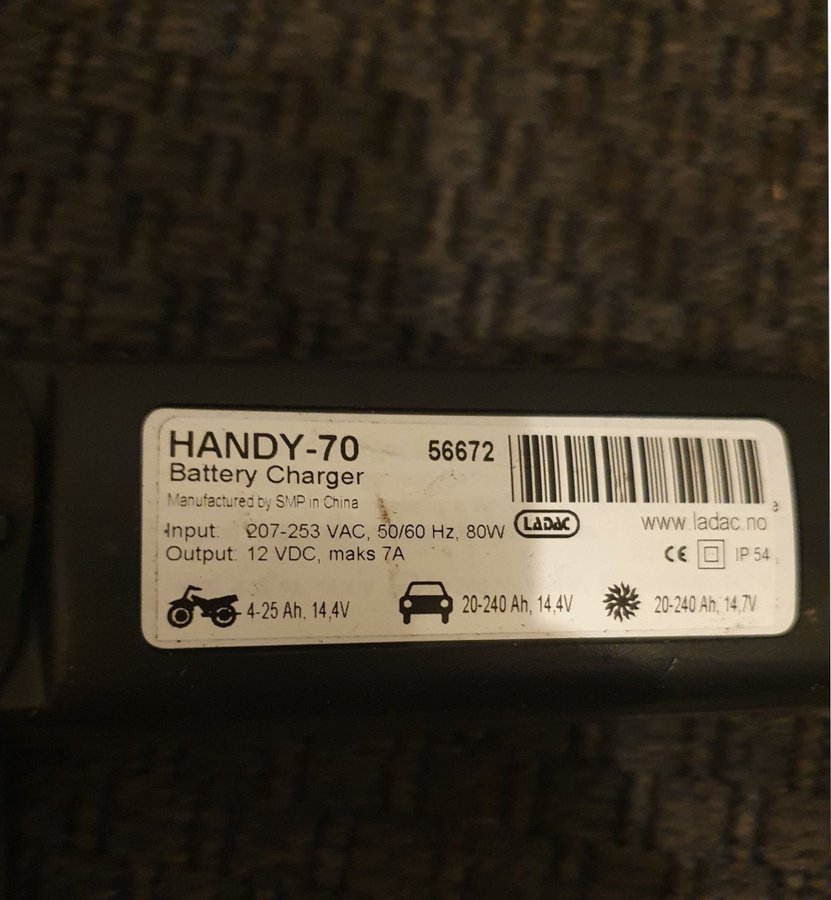 HANDY-70 56672
Battery Charger
Manufactured by SMP in China
Input: 207-253 VAC, 50/60 Hz, 80W LADAC www.ladac.no
Output: 12 VDC, maks 7A CE IP 54
4-25 Ah, 14,4V 20-240 Ah, 14,4V 20-240 Ah, 14,7V